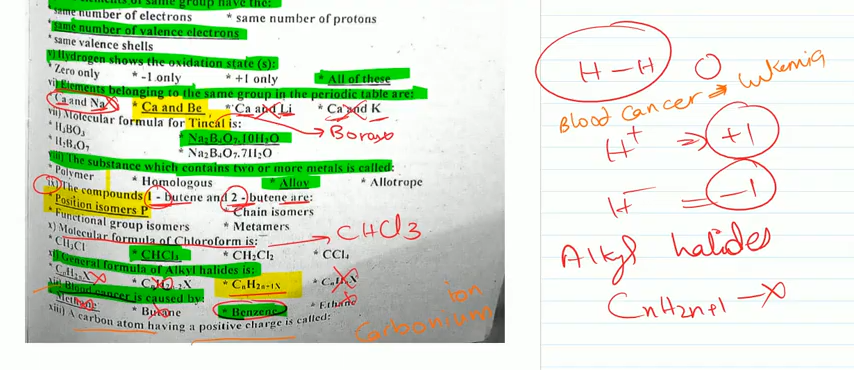 same group have the:
*same number of electrons * same number of protons
*same number of valence electrons
* same valence shells
v) Hydrogen shows the oxidation state (s):
* Zero only * -1 only * +1 only * All of these
vi) Elements belonging to the same group in the periodic table are:
* Ca and Na * Ca and Be * Ca and Li * Ca and K
vii) Molecular formula for Tincal is:
Borax
* H₃BO₃ * Na₂B₄O₇.10H₂O
* H₂B₄O₇ * Na₂B₄O₇.7H₂O
viii) The substance which contains two or more metals is called:
* Polymer * Homologous * Alloy * Allotrope
ix) The compounds 1 - butene and 2 - butene are:
* Position isomers P * Chain isomers
* Functional group isomers * Metamers
x) Molecular formula of Chloroform is:
CHCl3
* CH₃Cl * CHCl₃ * CH₂Cl₂ * CCl₄
xi) General formula of Alkyl halides is:
* CₙH₂ₙ₊₁X
xii) Blood cancer is caused by:
* Methane * Butane * Benzene * Ethane
xiii) A carbon atom having a positive charge is called:
Carbonium ion
H – H 0
Blood cancer → lukemia
H⁺ ⇒ +1
H⁻ = -1
Alkyl halides
CnH2n+1 – X